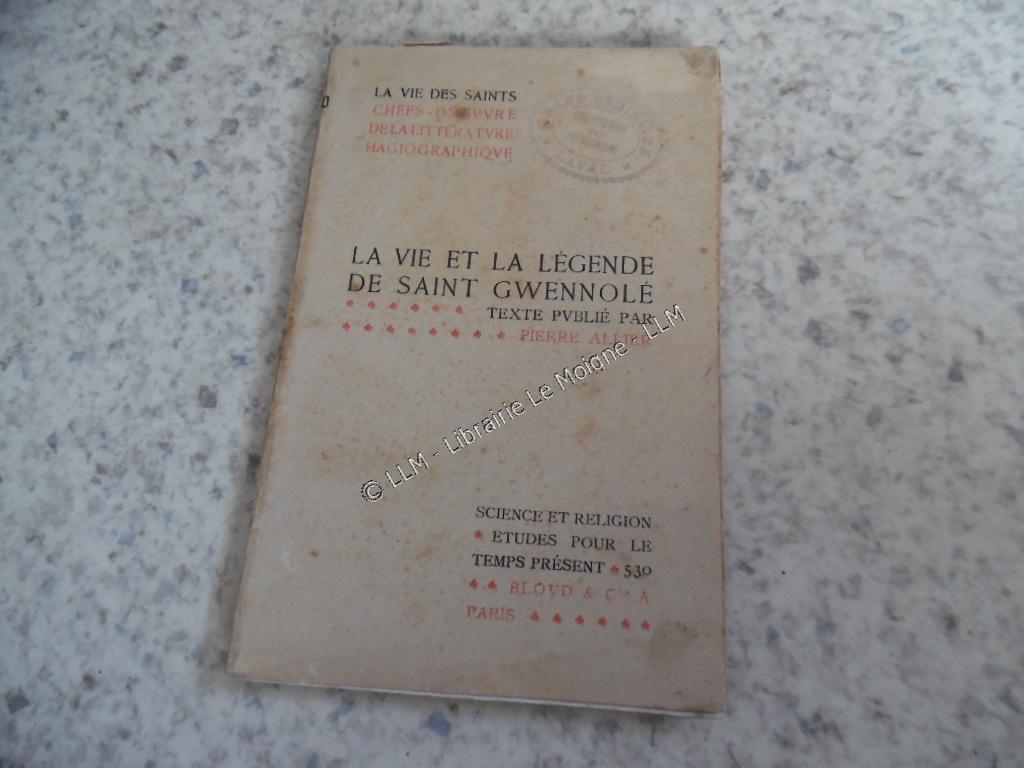 LA VIE DES SAINTS
CHEFS-D'ŒVVRE
DE LA LITTERATVRE
HAGIOGRAPHIQVE
LA VIE ET LA LÉGENDE
DE SAINT GWENNOLÉ
TEXTE PVBLIÉ PAR
PIERRE ALLIER
© LLM - Librairie Le Moigne - LLM
SCIENCE ET RELIGION
ETUDES POUR LE
TEMPS PRÉSENT 530
BLOVD & Cie A
PARIS